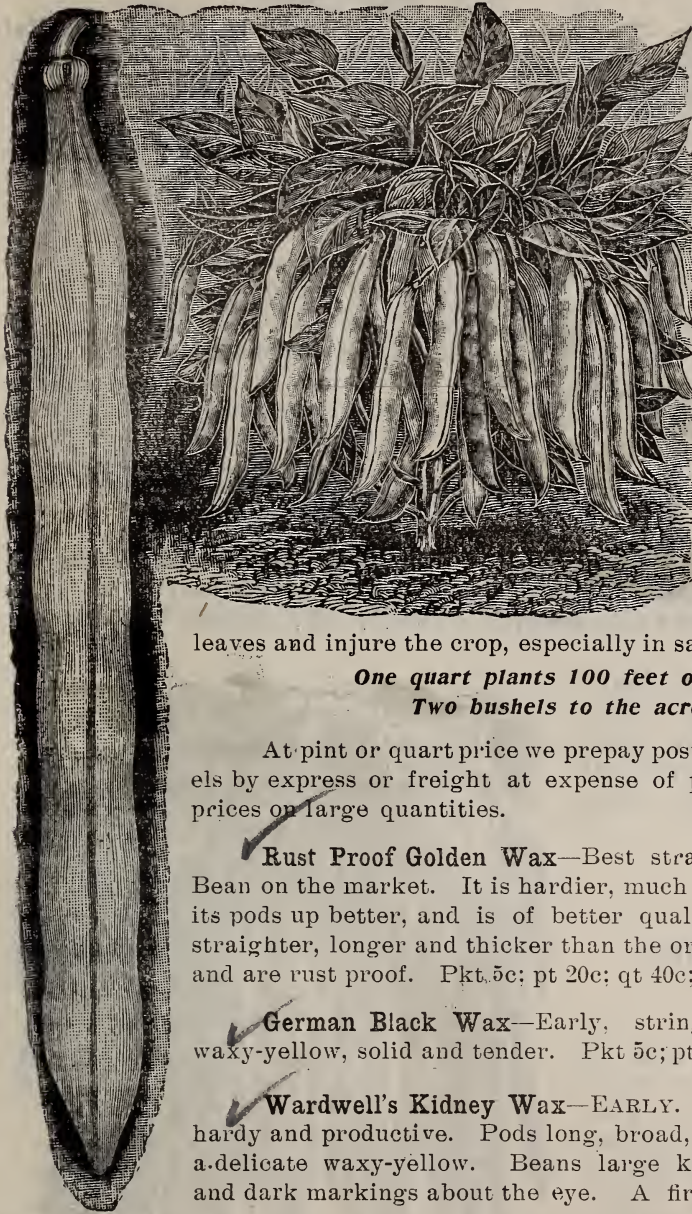 leaves and injure the crop, especially in sa
One quart plants 100 feet o
Two bushels to the acr
At pint or quart price we prepay pos
els by express or freight at expense of p
prices on large quantities.
Rust Proof Golden Wax—Best stra
Bean on the market. It is hardier, much
its pods up better, and is of better qual
straighter, longer and thicker than the or
and are rust proof. Pkt. 5c; pt 20c; qt 40c;
German Black Wax—Early, strin
waxy-yellow, solid and tender. Pkt 5c; pt
Wardwell's Kidney Wax—EARLY.
hardy and productive. Pods long, broad,
a delicate waxy-yellow. Beans large k
and dark markings about the eye. A fir